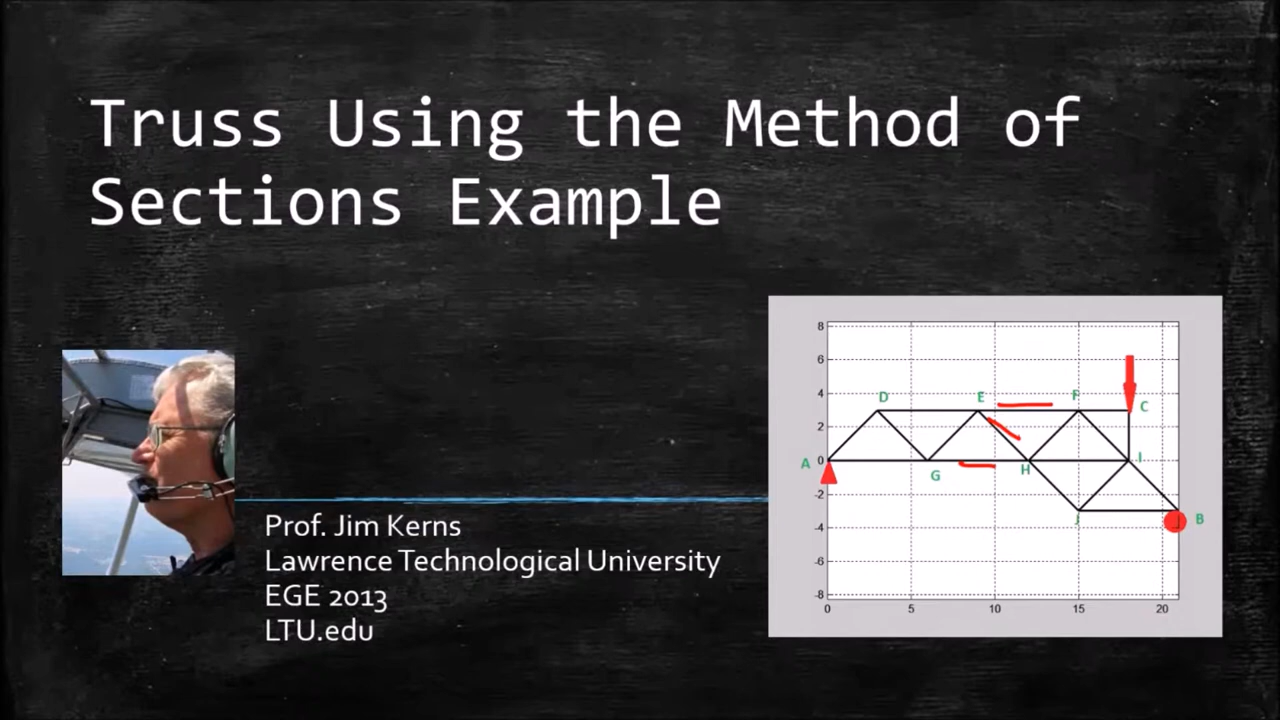 Truss Using the Method of
Sections Example
Prof. Jim Kerns
Lawrence Technological University
EGE 2013
LTU.edu
8
6
4
2
0
-2
-4
-6
-8
0 5 10 15 20
D E F C
A G H I
J B